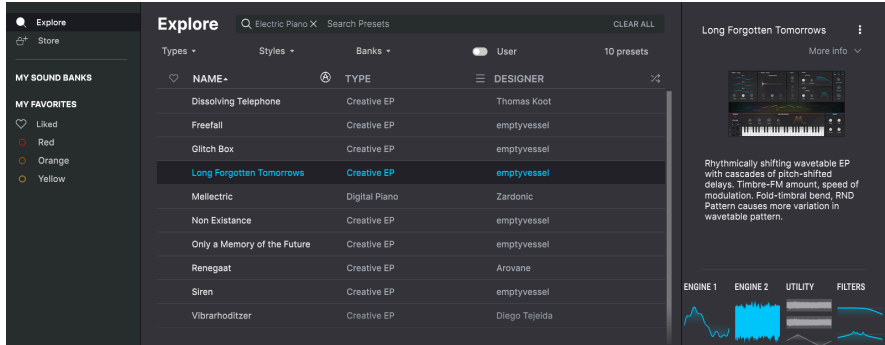 Explore
Store
MY SOUND BANKS
MY FAVORITES
Liked
Red
Orange
Yellow
Explore
Electric Piano X Search Presets CLEAR ALL
Types Styles Banks User 10 presets
NAME TYPE DESIGNER
Dissolving Telephone Creative EP Thomas Koot
Freefall Creative EP emptyvessel
Glitch Box Creative EP emptyvessel
Long Forgotten Tomorrows Creative EP emptyvessel
Mellectric Digital Piano Zardonic
Non Existance Creative EP emptyvessel
Only a Memory of the Future Creative EP emptyvessel
Renegaat Creative EP Arovane
Siren Creative EP emptyvessel
Vibrarhoditzer Creative EP Diego Tejeida
Long Forgotten Tomorrows
More info
Rhythmically shifting wavetable EP
with cascades of pitch-shifted
delays. Timbre-FM amount, speed of
modulation. Fold-timbral bend, RND
Pattern causes more variation in
wavetable pattern.
ENGINE 1 ENGINE 2 UTILITY FILTERS